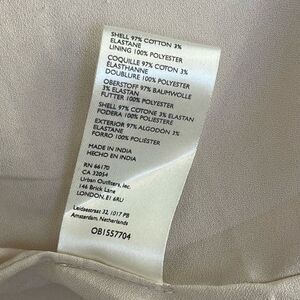 SHELL 97% COTTON 3%
ELASTANE
LINING 100% POLYESTER
COQUILLE 97% COTON 3%
ELASTHANNE
DOUBLURE 100% POLYESTER
OBERSTOFF 97% BAUMWOLLE
3% ELASTAN
FUTTER 100% POLYESTER
SHELL 97% COTONE 3% ELASTAN
FODERA 100% POLIESTERE
EXTERIOR 97% ALGODÓN 3%
ELASTANE
FORRO 100% POLIESTER
MADE IN INDIA
HECHO EN INDIA
RN 66170
CA 32054
Urban Outfitters, Inc.
146 Brick Lane
LONDON, E1 6RU
Leidsestraat 32, 1017 PB
Amsterdam, Netherlands
OB1557704